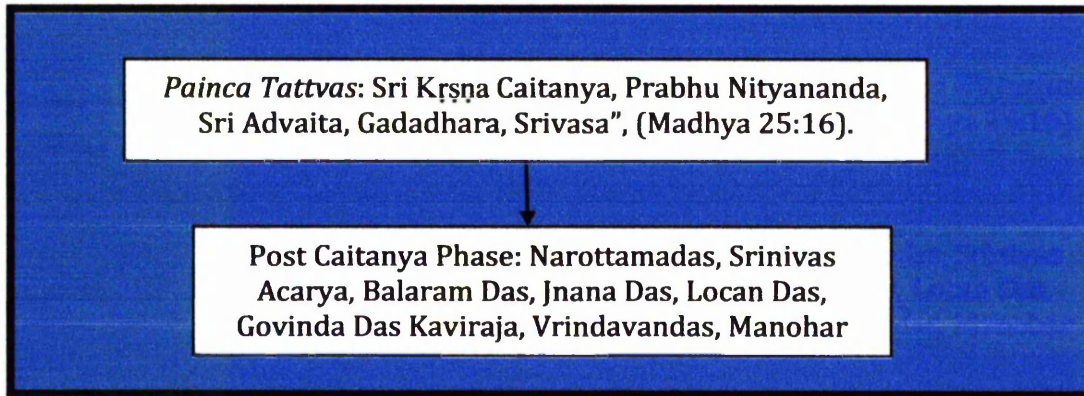 Painca Tattvas: Sri Kṛṣṇa Caitanya, Prabhu Nityananda,
Sri Advaita, Gadadhara, Srivasa”, (Madhya 25:16).
Post Caitanya Phase: Narottamadas, Srinivas
Acarya, Balaram Das, Jnana Das, Locan Das,
Govinda Das Kaviraja, Vrindavandas, Manohar